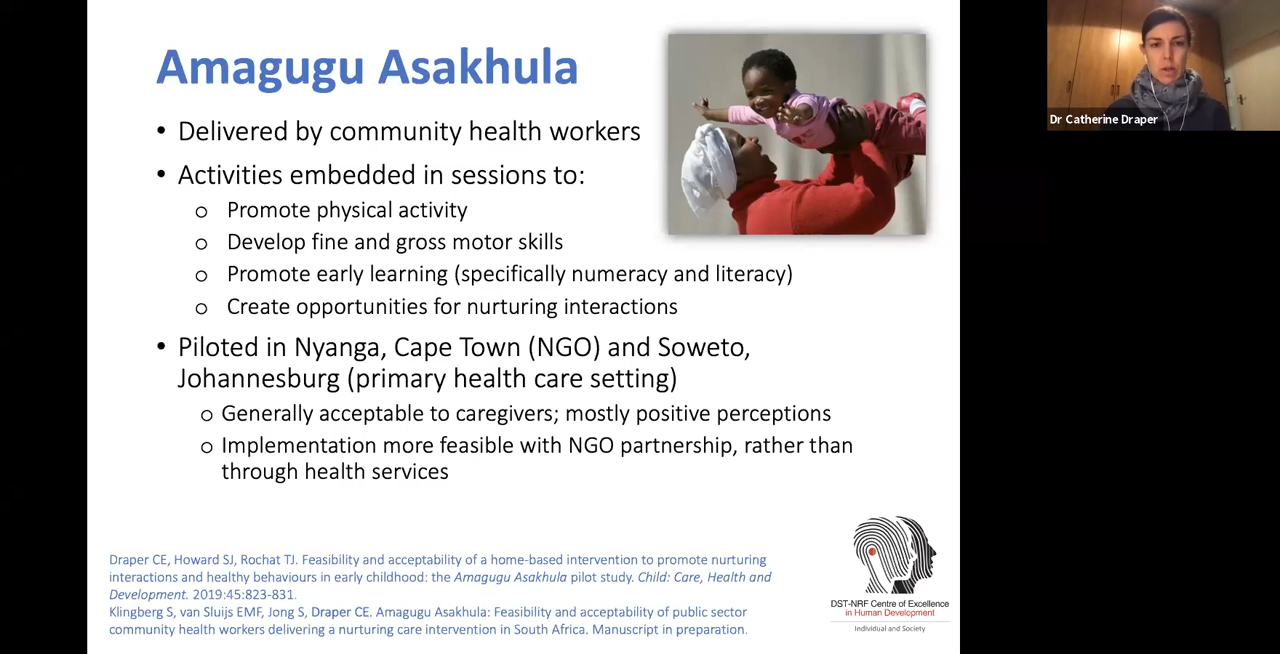 Amagugu Asakhula
• Delivered by community health workers
• Activities embedded in sessions to:
o Promote physical activity
o Develop fine and gross motor skills
o Promote early learning (specifically numeracy and literacy)
o Create opportunities for nurturing interactions
• Piloted in Nyanga, Cape Town (NGO) and Soweto,
Johannesburg (primary health care setting)
o Generally acceptable to caregivers; mostly positive perceptions
o Implementation more feasible with NGO partnership, rather than
through health services
Draper CE, Howard SJ, Rochat TJ. Feasibility and acceptability of a home-based intervention to promote nurturing
interactions and healthy behaviours in early childhood: the Amagugu Asakhula pilot study. Child: Care, Health and
Development. 2019:45:823-831.
Klingberg S, van Sluijs EMF, Jong S, Draper CE. Amagugu Asakhula: Feasibility and acceptability of public sector
community health workers delivering a nurturing care intervention in South Africa. Manuscript in preparation.
DST-NRF Centre of Excellence
in Human Development
Individual and Society
Dr Catherine Draper